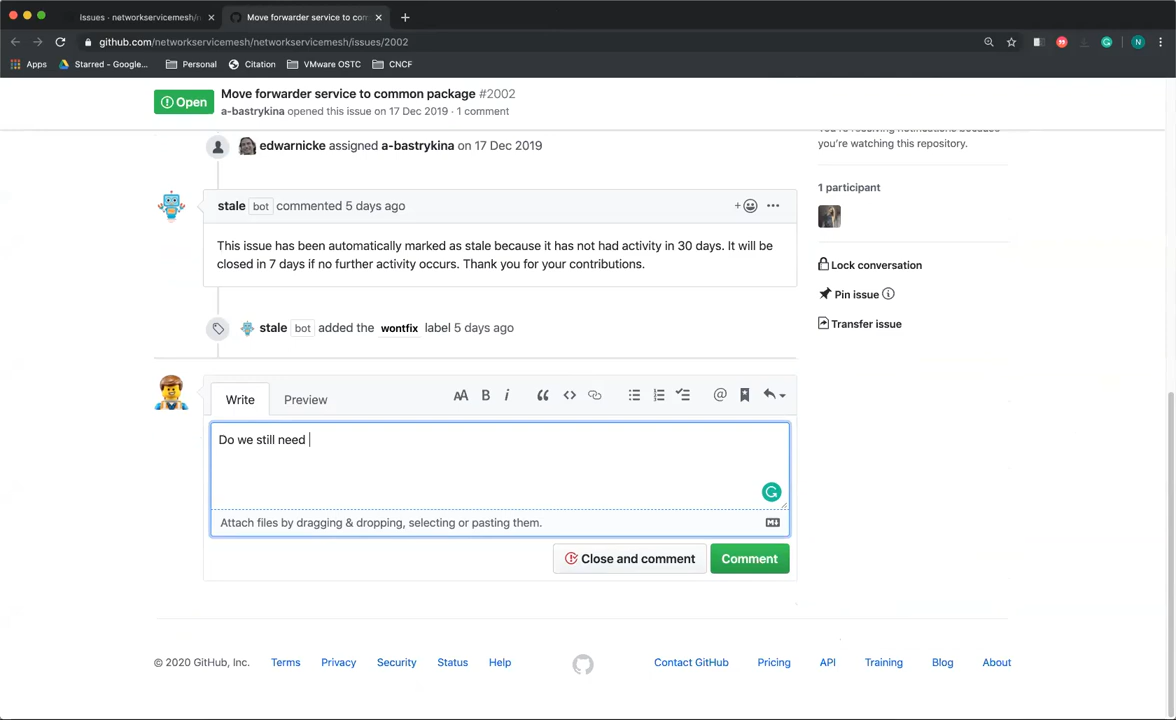 Issues · networkservicemesh/n
Move forwarder service to com
github.com/networkservicemesh/networkservicemesh/issues/2002
N
Apps
Starred – Google...
Personal
Citation
VMware OSTC
CNCF
Open
Move forwarder service to common package #2002
a-bastrykina opened this issue on 17 Dec 2019 · 1 comment
You're receiving notifications because
you're watching this repository.
edwarnicke assigned a-bastrykina on 17 Dec 2019
1 participant
stale bot commented 5 days ago
This issue has been automatically marked as stale because it has not had activity in 30 days. It will be
closed in 7 days if no further activity occurs. Thank you for your contributions.
Lock conversation
Pin issue
Transfer issue
stale bot added the wontfix label 5 days ago
Write
Preview
AA B i
Do we still need
Attach files by dragging & dropping, selecting or pasting them.
Close and comment
Comment
© 2020 GitHub, Inc.
Terms
Privacy
Security
Status
Help
Contact GitHub
Pricing
API
Training
Blog
About